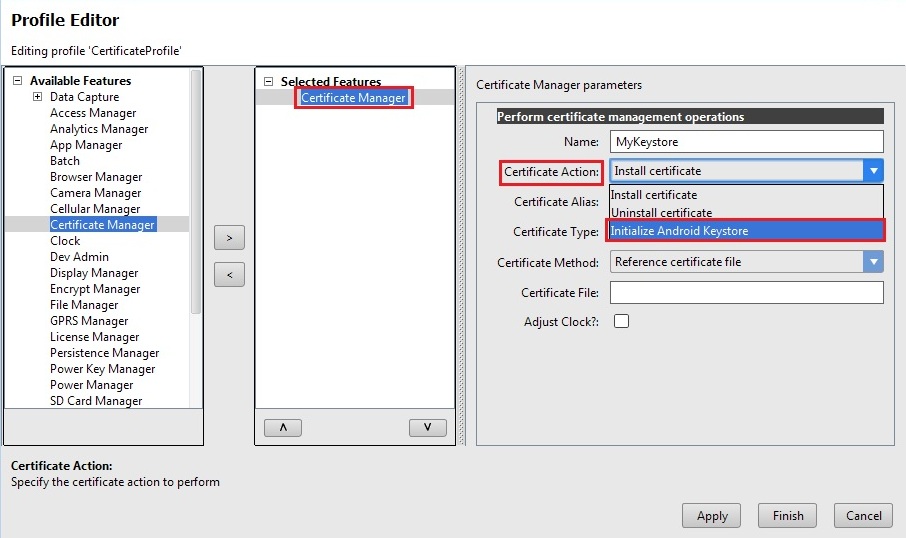 Profile Editor
Editing profile 'CertificateProfile'
Available Features
Data Capture
Access Manager
Analytics Manager
App Manager
Batch
Browser Manager
Camera Manager
Cellular Manager
Certificate Manager
Clock
Dev Admin
Display Manager
Encrypt Manager
File Manager
GPRS Manager
License Manager
Persistence Manager
Power Key Manager
Power Manager
SD Card Manager
>
<
Selected Features
Certificate Manager
Certificate Manager parameters
Perform certificate management operations
Name: MyKeystore
Certificate Action: Install certificate
Certificate Alias: Install certificate
Uninstall certificate
Certificate Type: Initialize Android Keystore
Certificate Method: Reference certificate file
Certificate File:
Adjust Clock?:
Certificate Action:
Specify the certificate action to perform
Apply Finish Cancel